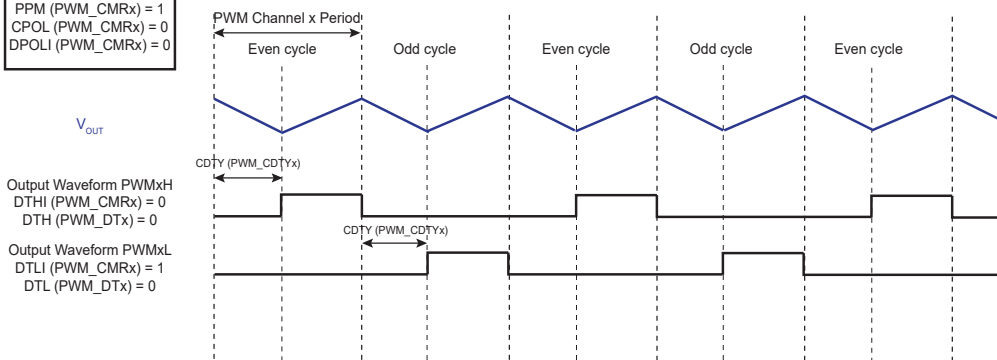 PPM (PWM_CMRx) = 1
CPOL (PWM_CMRx) = 0
DPOLI (PWM_CMRx) = 0
PWM Channel x Period
Even cycle
Odd cycle
Even cycle
Odd cycle
Even cycle
VOUT
CDTY (PWM_CDTYx)
Output Waveform PWMxH
DTHI (PWM_CMRx) = 0
DTH (PWM_DTx) = 0
CDTY (PWM_CDTYx)
Output Waveform PWMxL
DTLI (PWM_CMRx) = 1
DTL (PWM_DTx) = 0